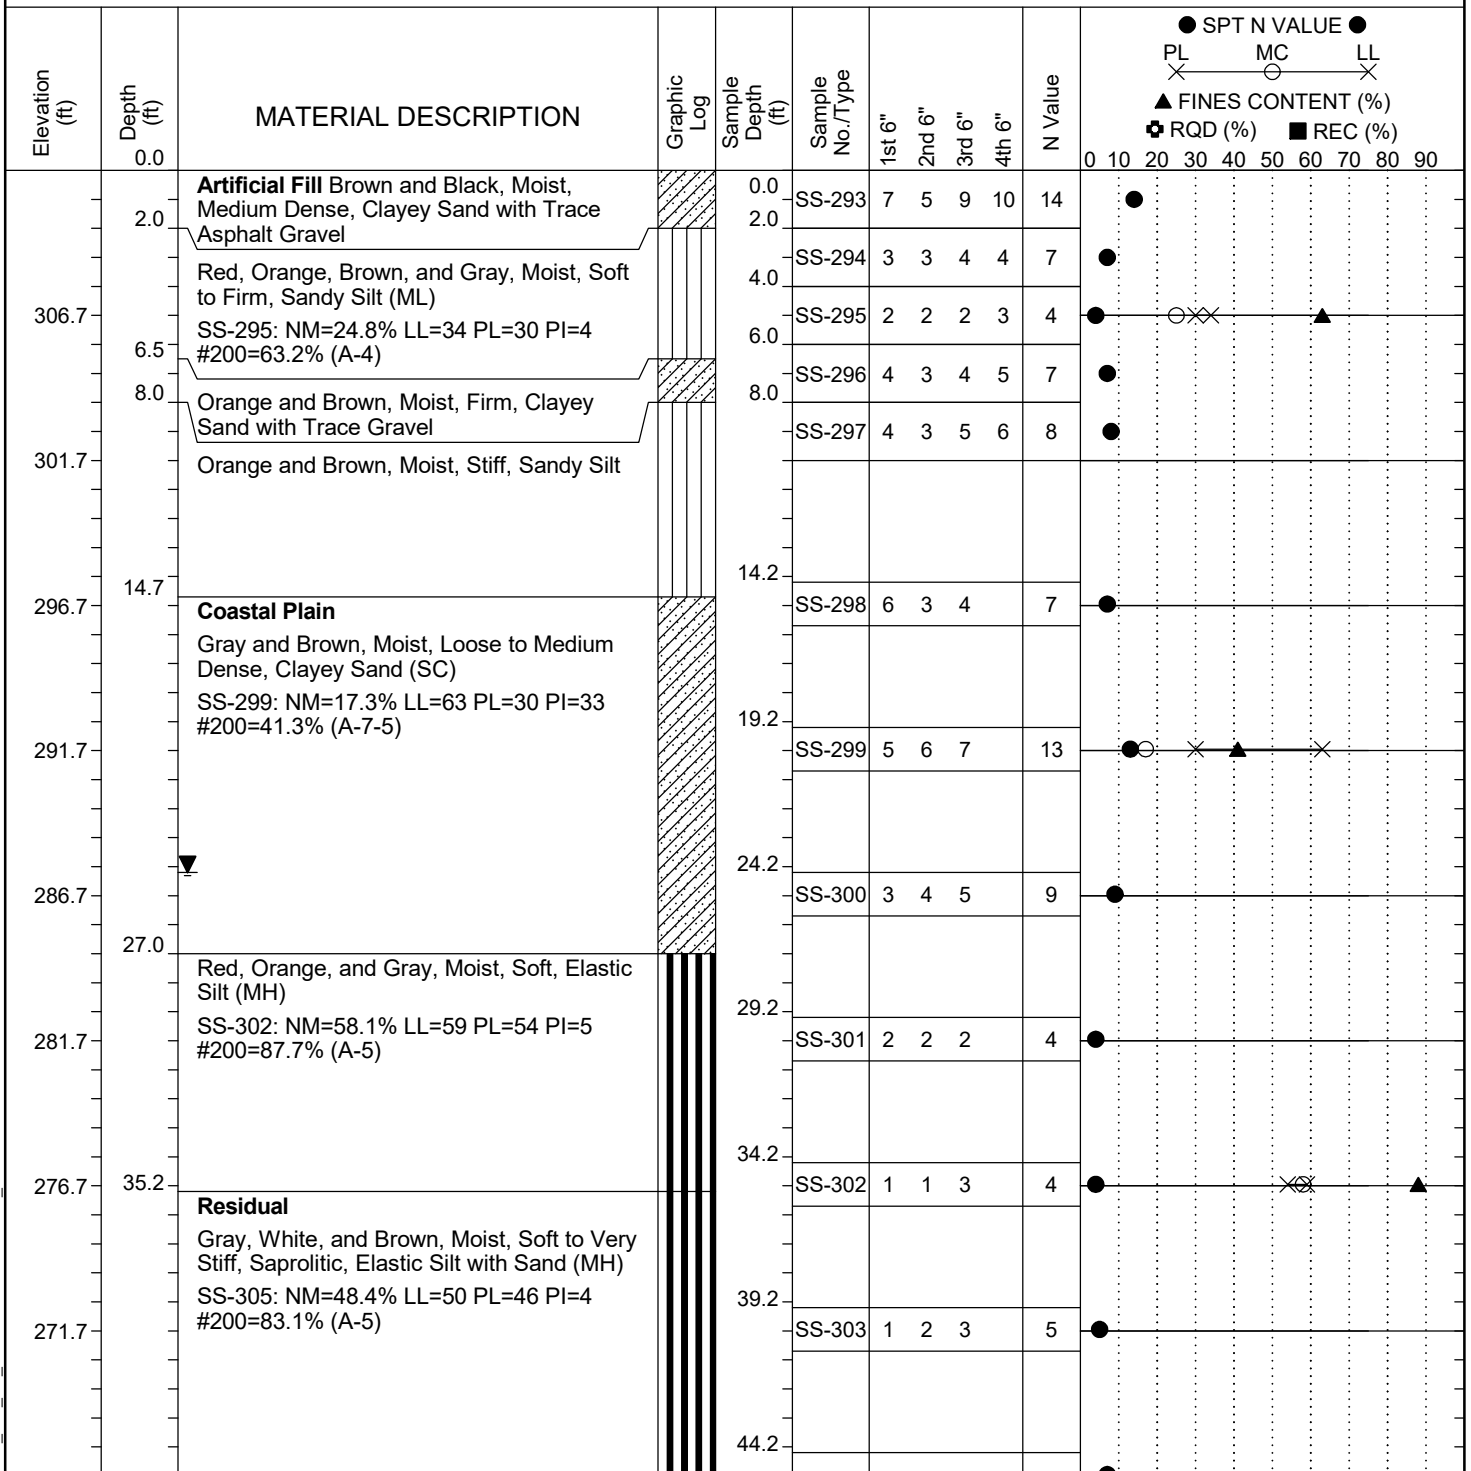 ● SPT N VALUE ●
PL MC LL
▲ FINES CONTENT (%)
RQD (%) ■ REC (%)
0 10 20 30 40 50 60 70 80 90
Elevation (ft)
Depth (ft)
0.0
MATERIAL DESCRIPTION
Graphic Log
Sample Depth (ft)
Sample No./Type
1st 6"
2nd 6"
3rd 6"
4th 6"
N Value
Artificial Fill Brown and Black, Moist,
Medium Dense, Clayey Sand with Trace
Asphalt Gravel
0.0
SS-293 7 5 9 10 14
2.0
2.0
Red, Orange, Brown, and Gray, Moist, Soft
to Firm, Sandy Silt (ML)
SS-294 3 3 4 4 7
4.0
306.7
SS-295: NM=24.8% LL=34 PL=30 PI=4
#200=63.2% (A-4)
SS-295 2 2 2 3 4
6.5
6.0
SS-296 4 3 4 5 7
8.0
8.0
Orange and Brown, Moist, Firm, Clayey
Sand with Trace Gravel
SS-297 4 3 5 6 8
301.7
Orange and Brown, Moist, Stiff, Sandy Silt
14.7
14.2
296.7
Coastal Plain
SS-298 6 3 4 7
Gray and Brown, Moist, Loose to Medium
Dense, Clayey Sand (SC)
SS-299: NM=17.3% LL=63 PL=30 PI=33
#200=41.3% (A-7-5)
19.2
291.7
SS-299 5 6 7 13
24.2
286.7
SS-300 3 4 5 9
27.0
Red, Orange, and Gray, Moist, Soft, Elastic
Silt (MH)
29.2
SS-302: NM=58.1% LL=59 PL=54 PI=5
#200=87.7% (A-5)
281.7
SS-301 2 2 2 4
34.2
276.7
35.2
SS-302 1 1 3 4
Residual
Gray, White, and Brown, Moist, Soft to Very
Stiff, Saprolitic, Elastic Silt with Sand (MH)
SS-305: NM=48.4% LL=50 PL=46 PI=4
#200=83.1% (A-5)
39.2
271.7
SS-303 1 2 3 5
44.2